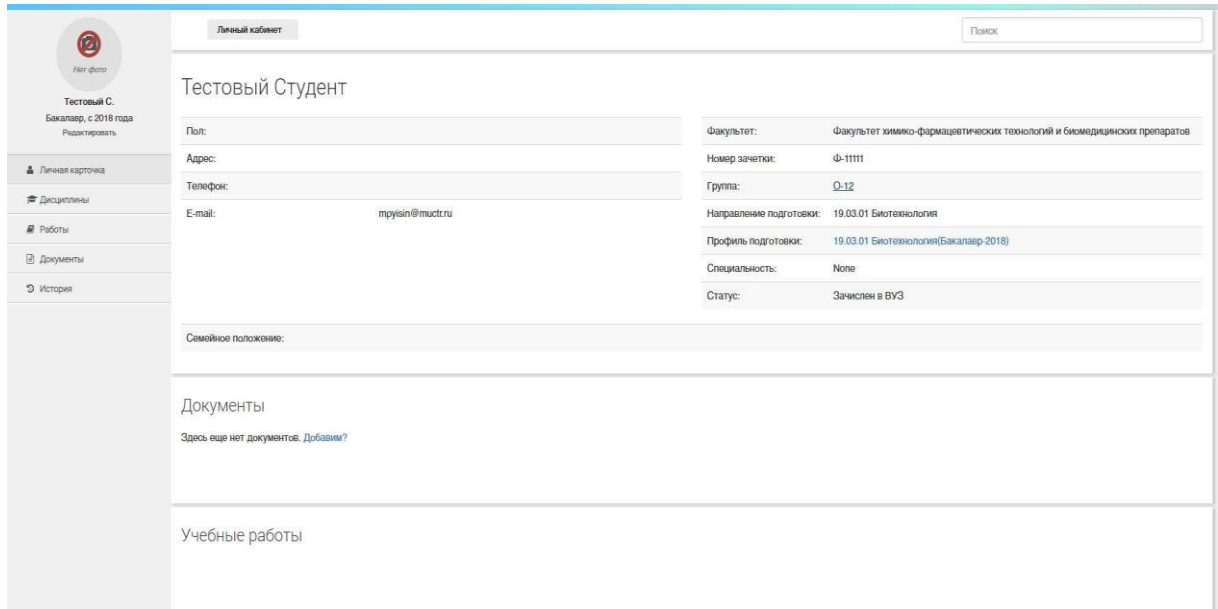 Личный кабинет
Поиск
Нет фото
Тестовый С.
Бакалавр, с 2018 года
Редактировать
Личная карточка
Дисциплины
Работы
Документы
История
Тестовый Студент
Пол:
Адрес:
Телефон:
E-mail: mpyisin@muctr.ru
Факультет: Факультет химико-фармацевтических технологий и биомедицинских препаратов
Номер зачетки: Ф-11111
Группа: О-12
Направление подготовки: 19.03.01 Биотехнология
Профиль подготовки: 19.03.01 Биотехнология(Бакалавр-2018)
Специальность: None
Статус: Зачислен в ВУЗ
Семейное положение:
Документы
Здесь еще нет документов. Добавим?
Учебные работы